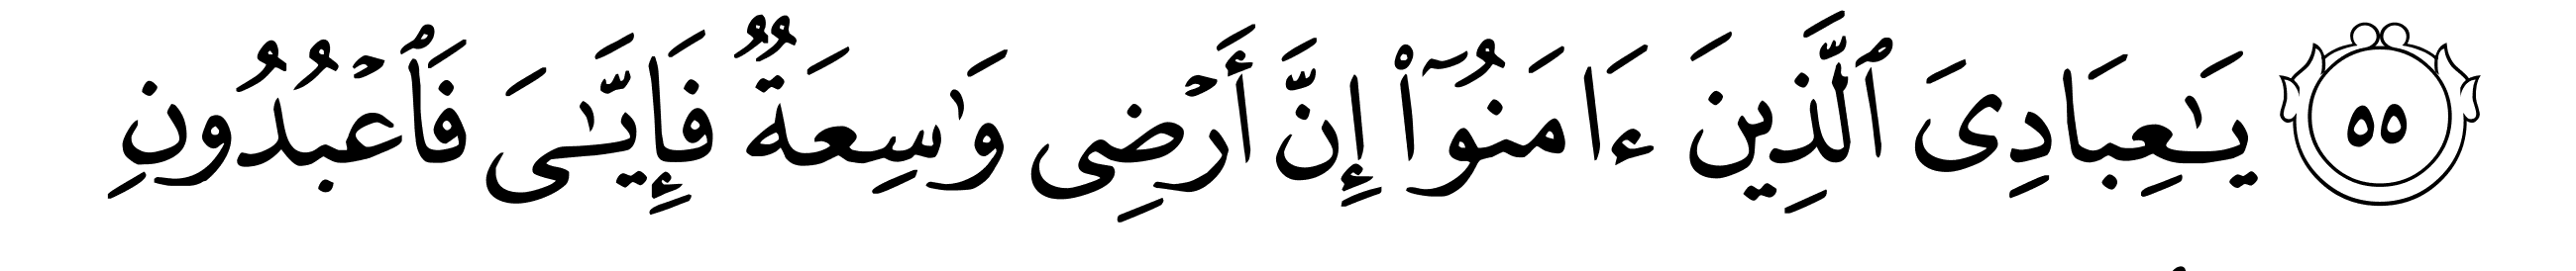 ٥٥ يَـٰعِبَادِىَ ٱلَّذِينَ ءَامَنُوٓا۟ إِنَّ أَرْضِى وَٰسِعَةٌ فَإِيَّـٰىَ فَٱعْبُدُونِ